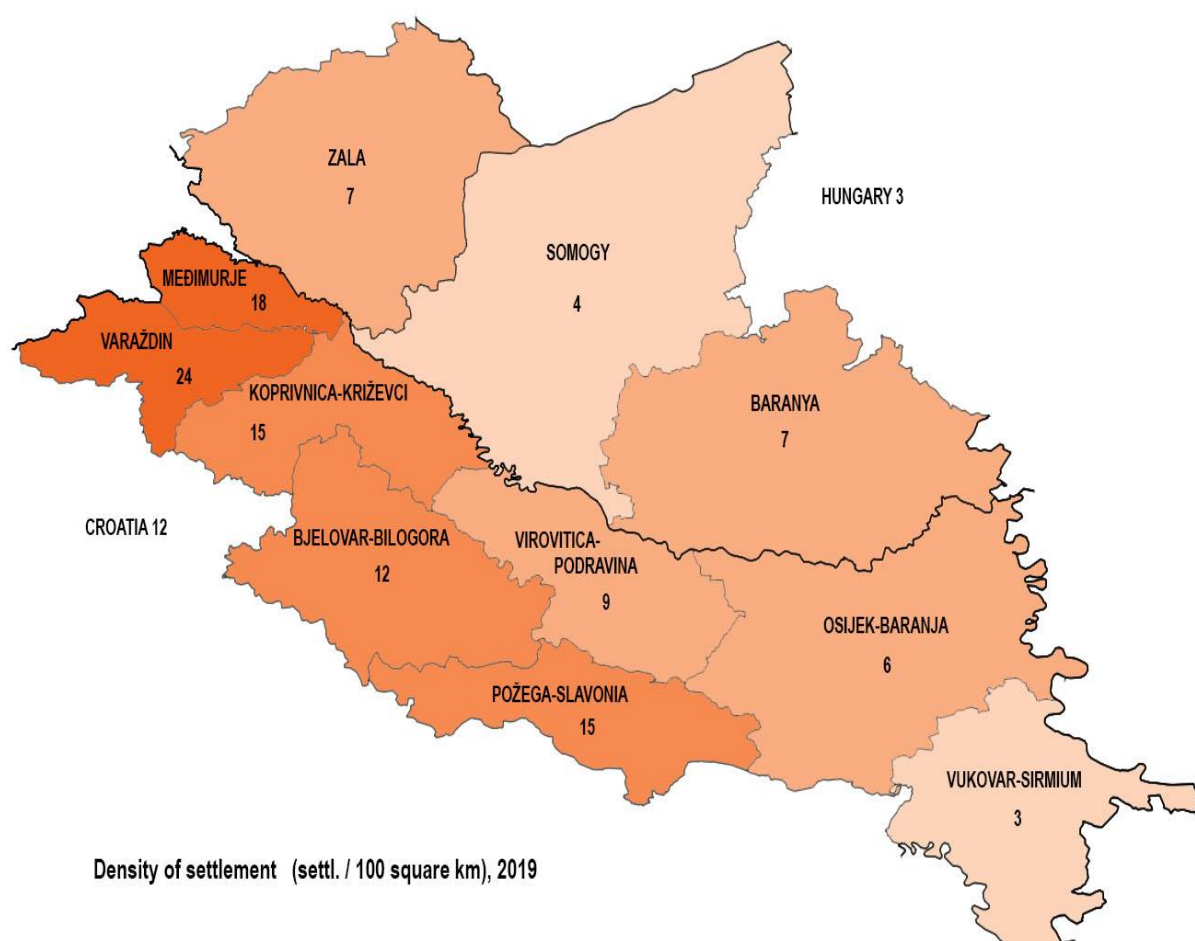 ZALA
7
HUNGARY 3
SOMOGY
4
MEĐIMURJE
18
VARAŽDIN
24
KOPRIVNICA-KRIŽEVCI
15
BARANYA
7
CROATIA 12
BJELOVAR-BILOGORA
12
VIROVITICA-
PODRAVINA
9
OSIJEK-BARANJA
6
POŽEGA-SLAVONIA
15
VUKOVAR-SIRMIUM
3
Density of settlement (settl. / 100 square km), 2019